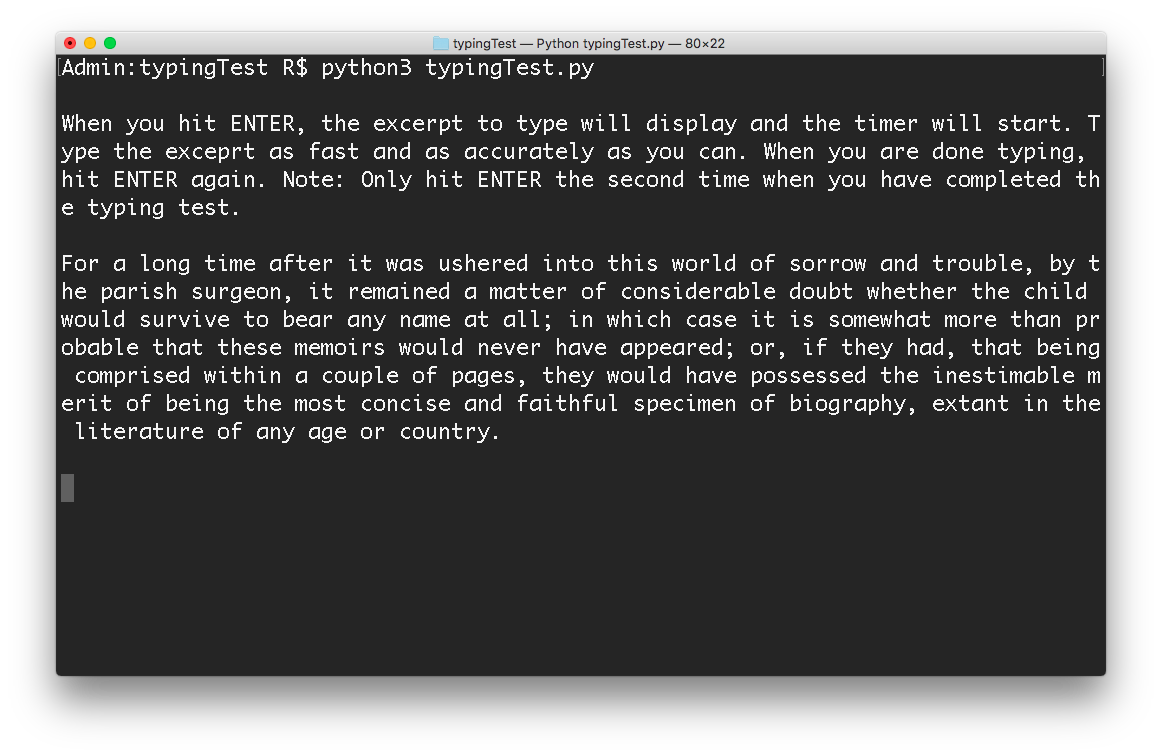 typingTest — Python typingTest.py — 80×22
[Admin:typingTest R$ python3 typingTest.py ]
When you hit ENTER, the excerpt to type will display and the timer will start. T
ype the exceprt as fast and as accurately as you can. When you are done typing,
hit ENTER again. Note: Only hit ENTER the second time when you have completed th
e typing test.
For a long time after it was ushered into this world of sorrow and trouble, by t
he parish surgeon, it remained a matter of considerable doubt whether the child
would survive to bear any name at all; in which case it is somewhat more than pr
obable that these memoirs would never have appeared; or, if they had, that being
 comprised within a couple of pages, they would have possessed the inestimable m
erit of being the most concise and faithful specimen of biography, extant in the
 literature of any age or country.